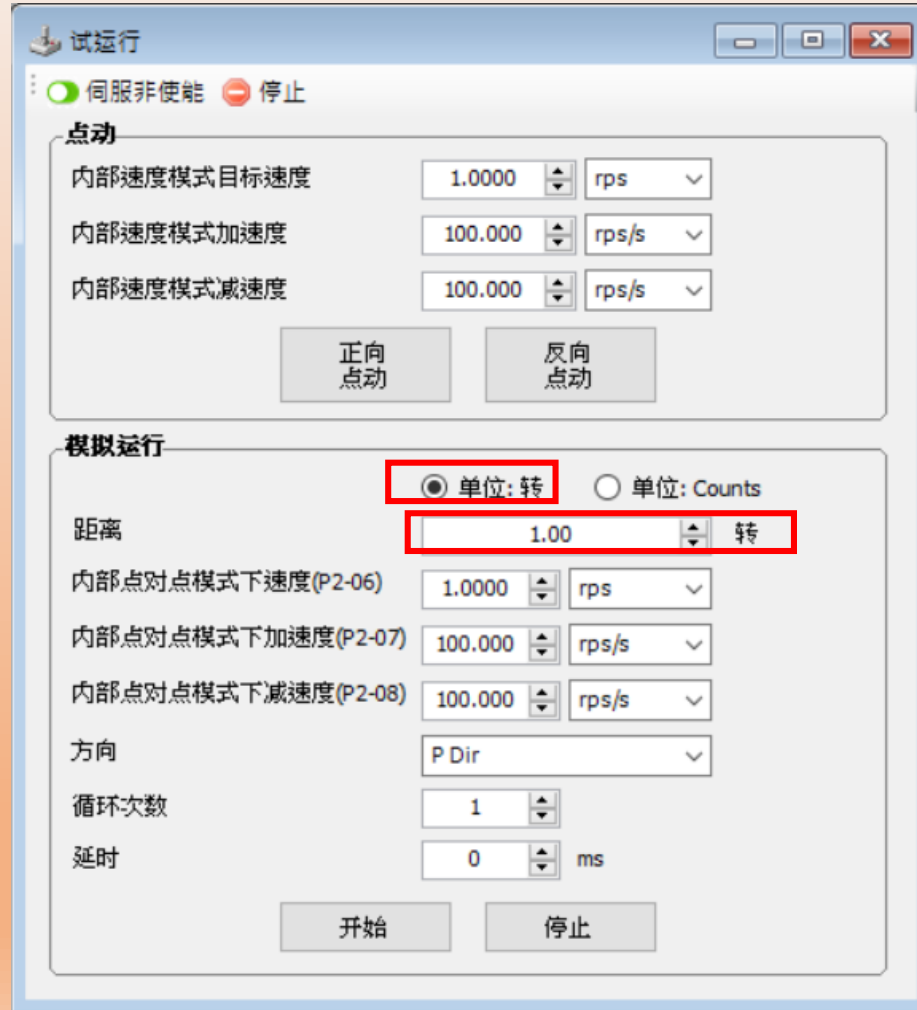 试运行
伺服非使能 停止
点动
内部速度模式目标速度 1.0000 rps
内部速度模式加速度 100.000 rps/s
内部速度模式减速度 100.000 rps/s
正向 反向
点动 点动
模拟运行
单位: 转 单位: Counts
距离 1.00 转
内部点对点模式下速度(P2-06) 1.0000 rps
内部点对点模式下加速度(P2-07) 100.000 rps/s
内部点对点模式下减速度(P2-08) 100.000 rps/s
方向 P Dir
循环次数 1
延时 0 ms
开始 停止